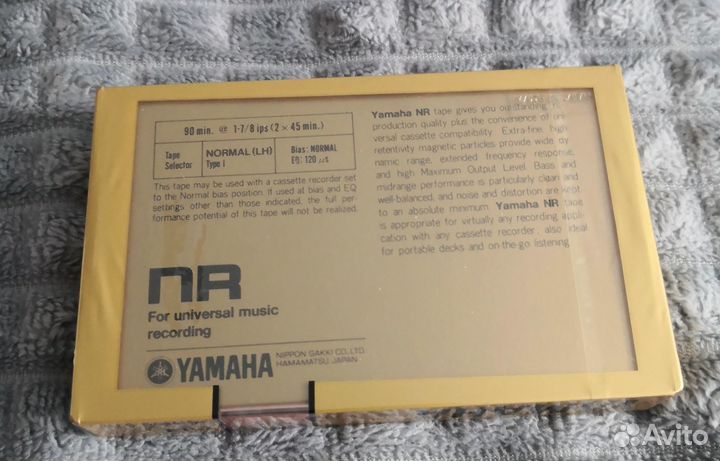 90 min. @ 1-7/8 ips (2 × 45 min.)
Tape Selector
NORMAL (LH)
Type I
Bias: NORMAL
EQ: 120 μs
This tape may be used with a cassette recorder set
to the Normal bias position. If used at bias and EQ
settings other than those indicated, the full per-
formance potential of this tape will not be realized.
nR
For universal music
recording
YAMAHA
NIPPON GAKKI CO., LTD.
HAMAMATSU JAPAN
Yamaha NR tape gives you outstanding
production quality plus the convenience of uni-
versal cassette compatibility. Extra-fine, high
retentivity magnetic particles provide wide dy-
namic range, extended frequency response,
and high Maximum Output Level. Bass and
midrange performance is particularly clean and
well-balanced, and noise and distortion are kept
to an absolute minimum. Yamaha NR tape
is appropriate for virtually any recording appli-
cation with any cassette recorder; also ideal
for portable decks and on-the-go listening.
Avito